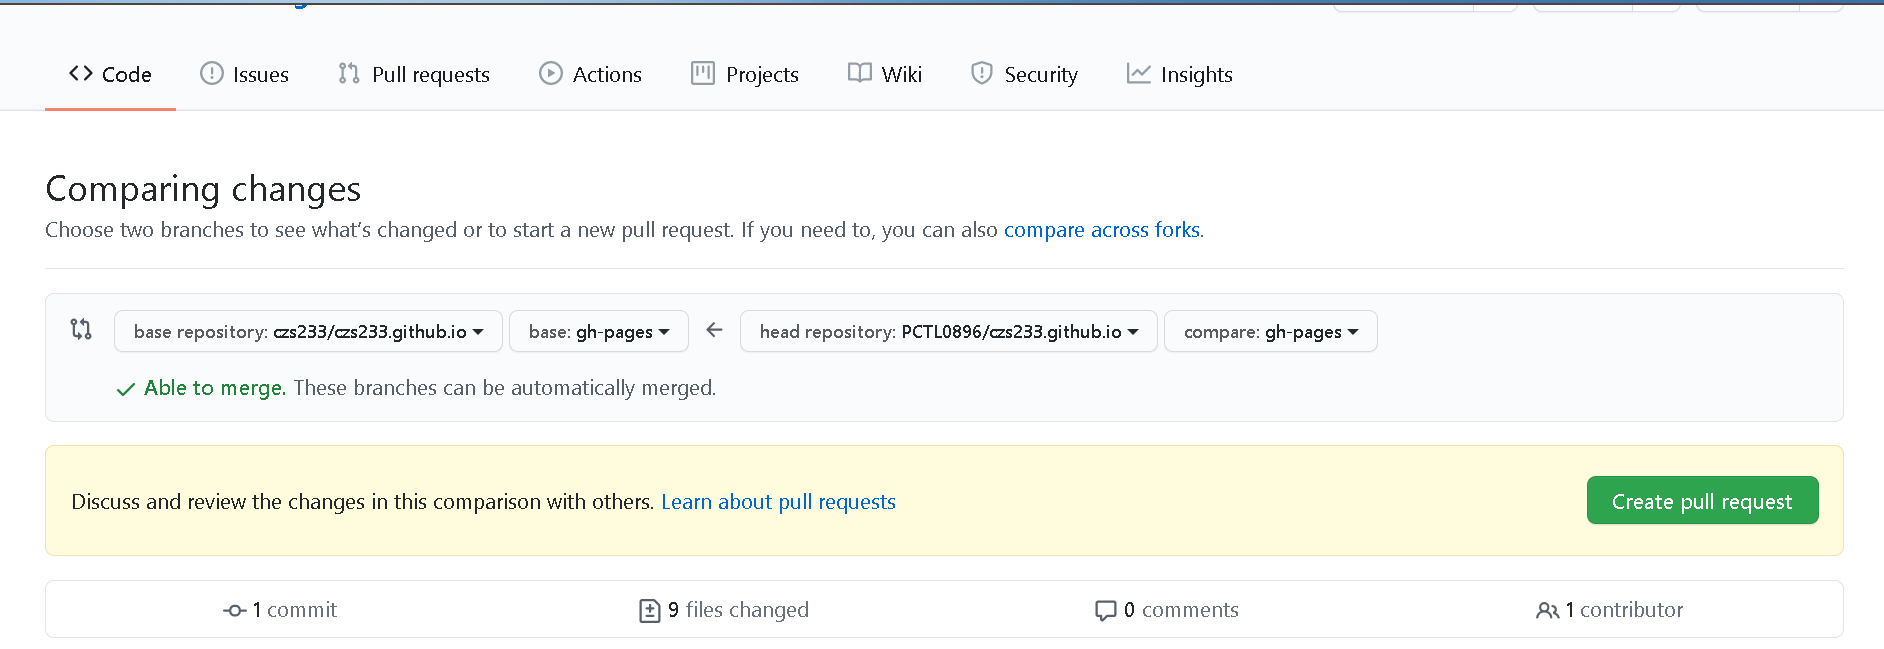 Code Issues Pull requests Actions Projects Wiki Security Insights
Comparing changes
Choose two branches to see what's changed or to start a new pull request. If you need to, you can also compare across forks.
base repository: czs233/czs233.github.io base: gh-pages head repository: PCTL0896/czs233.github.io compare: gh-pages
Able to merge. These branches can be automatically merged.
Discuss and review the changes in this comparison with others. Learn about pull requests Create pull request
1 commit 9 files changed 0 comments 1 contributor